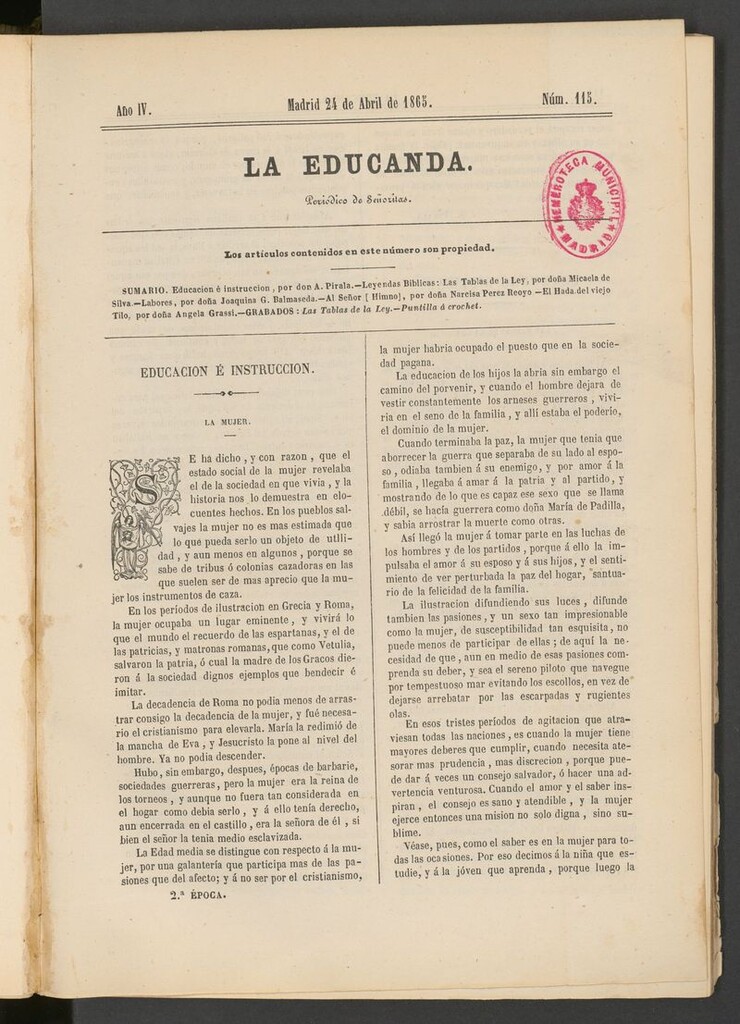 Año IV.
Madrid 24 de Abril de 1865.
Núm. 115.
LA EDUCANDA.
Periódico de Señoritas.
HEMEROTECA MUNICIPAL
MADRID
Los artículos contenidos en este número son propiedad.
SUMARIO. Educacion é instruccion, por don A. Pirala.—Leyendas Bíblicas: Las Tablas de la Ley, por doña Micaela de
Silva.—Labores, por doña Joaquina G. Balmaseda.—Al Señor [Himno], por doña Narcisa Perez Reoyo —El Hada del viejo
Tilo, por doña Angela Grassi.—GRABADOS: Las Tablas de la Ley.—Puntilla á crochet.
EDUCACION É INSTRUCCION.
LA MUJER.
SE há dicho, y con razon, que el
estado social de la mujer revelaba
el de la sociedad en que vivia, y la
historia nos lo demuestra en elo-
cuentes hechos. En los pueblos sal-
vajes la mujer no es mas estimada que
lo que pueda serlo un objeto de utili-
dad, y aun menos en algunos, porque se
sabe de tribus ó colonias cazadoras en las
que suelen ser de mas aprecio que la mu-
jer los instrumentos de caza.
En los períodos de ilustracion en Grecia y Roma,
la mujer ocupaba un lugar eminente, y vivirá lo
que el mundo el recuerdo de las espartanas, y el de
las patricias, y matronas romanas, que como Vetulia,
salvaron la patria, ó cual la madre de los Gracos die-
ron á la sociedad dignos ejemplos que bendecir é
imitar.
La decadencia de Roma no podia menos de arras-
trar consigo la decadencia de la mujer, y fué necesa-
rio el cristianismo para elevarla. María la redimió de
la mancha de Eva, y Jesucristo la pone al nivel del
hombre. Ya no podia descender.
Hubo, sin embargo, despues, épocas de barbarie,
sociedades guerreras, pero la mujer era la reina de
los torneos, y aunque no fuera tan considerada en
el hogar como debia serlo, y á ello tenía derecho,
aun encerrada en el castillo, era la señora de él, si
bien el señor la tenia medio esclavizada.
La Edad media se distingue con respecto á la mu-
jer, por una galantería que participa mas de las pa-
siones que del afecto; y á no ser por el cristianismo,
2.ª ÉPOCA.
la mujer habria ocupado el puesto que en la socie-
dad pagana.
La educacion de los hijos la abria sin embargo el
camino del porvenir, y cuando el hombre dejara de
vestir constantemente los arneses guerreros, vivi-
ria en el seno de la familia, y allí estaba el poderío,
el dominio de la mujer.
Cuando terminaba la paz, la mujer que tenia que
aborrecer la guerra que separaba de su lado al espo-
so, odiaba tambien á su enemigo, y por amor á la
familia, llegaba á amar á la patria y al partido, y
mostrando de lo que es capaz ese sexo que se llama
débil, se hacía guerrera como doña María de Padilla,
y sabia arrostrar la muerte como otras.
Así llegó la mujer á tomar parte en las luchas de
los hombres y de los partidos, porque á ello la im-
pulsaba el amor á su esposo y á sus hijos, y el senti-
miento de ver perturbada la paz del hogar, santua-
rio de la felicidad de la familia.
La ilustracion difundiendo sus luces, difunde
tambien las pasiones, y un sexo tan impresionable
como la mujer, de susceptibilidad tan esquisita, no
puede menos de participar de ellas; de aquí la ne-
cesidad de que, aun en medio de esas pasiones com-
prenda su deber, y sea el sereno piloto que navegue
por tempestuoso mar evitando los escollos, en vez de
dejarse arrebatar por las escarpadas y rugientes
olas.
En esos tristes períodos de agitacion que atra-
viesan todas las naciones, es cuando la mujer tiene
mayores deberes que cumplir, cuando necesita ate-
sorar mas prudencia, mas discrecion, porque pue-
de dar á veces un consejo salvador, ó hacer una ad-
vertencia venturosa. Cuando el amor y el saber ins-
piran, el consejo es sano y atendible, y la mujer
ejerce entonces una mision no solo digna, sino su-
blime.
Véase, pues, como el saber es en la mujer para to-
das las ocasiones. Por eso decimos á la niña que es-
tudie, y á la jóven que aprenda, porque luego la